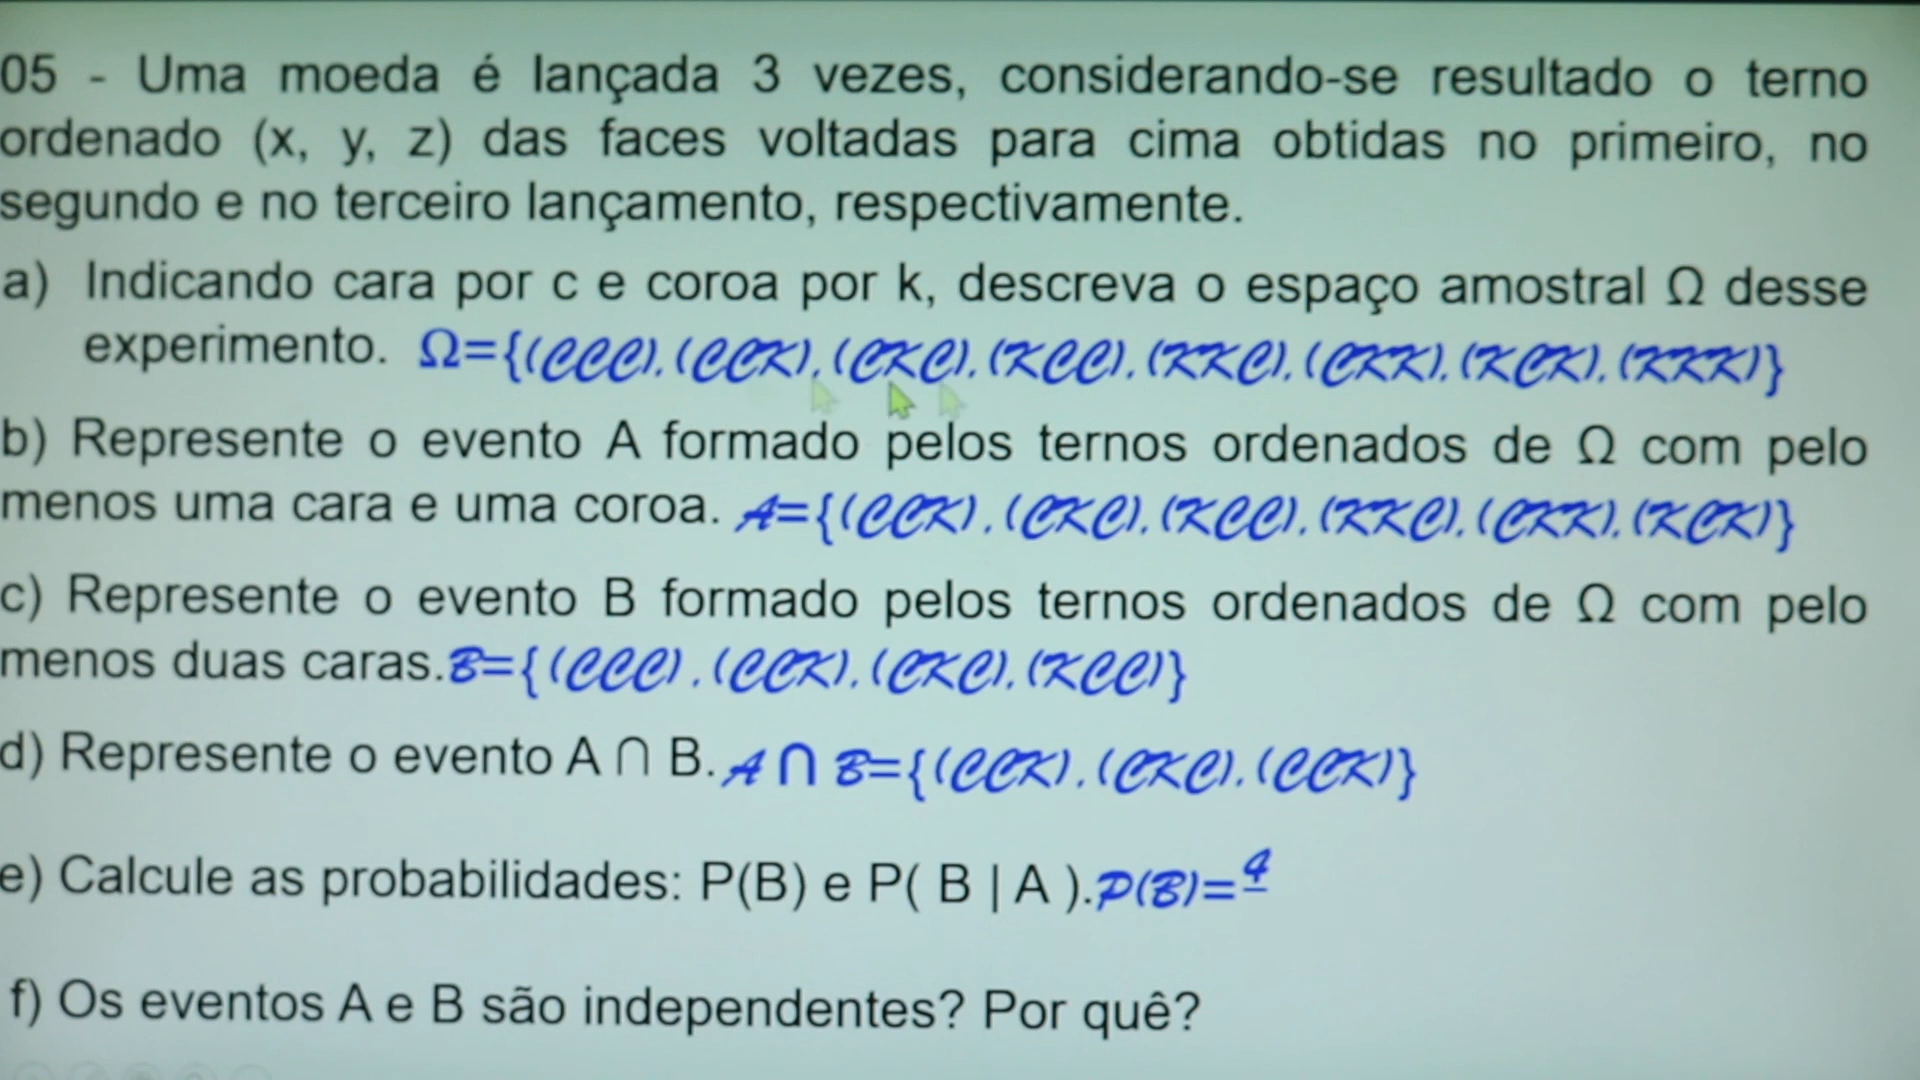 05 - Uma moeda é lançada 3 vezes, considerando-se resultado o terno
ordenado (x, y, z) das faces voltadas para cima obtidas no primeiro, no
segundo e no terceiro lançamento, respectivamente.
a) Indicando cara por c e coroa por k, descreva o espaço amostral Ω desse
experimento. Ω={(CCC),(CCK),(CKC),(KCC),(KKC),(CKK),(KCK),(KKK)}
b) Represente o evento A formado pelos ternos ordenados de Ω com pelo
menos uma cara e uma coroa. A={(CCK),(CKC),(KCC),(KKC),(CKK),(KCK)}
c) Represente o evento B formado pelos ternos ordenados de Ω com pelo
menos duas caras. B={(CCC),(CCK),(CKC),(KCC)}
d) Represente o evento A ∩ B. A ∩ B={(CCK),(CKC),(CCK)}
e) Calcule as probabilidades: P(B) e P( B | A ). P(B)=4
f) Os eventos A e B são independentes? Por quê?